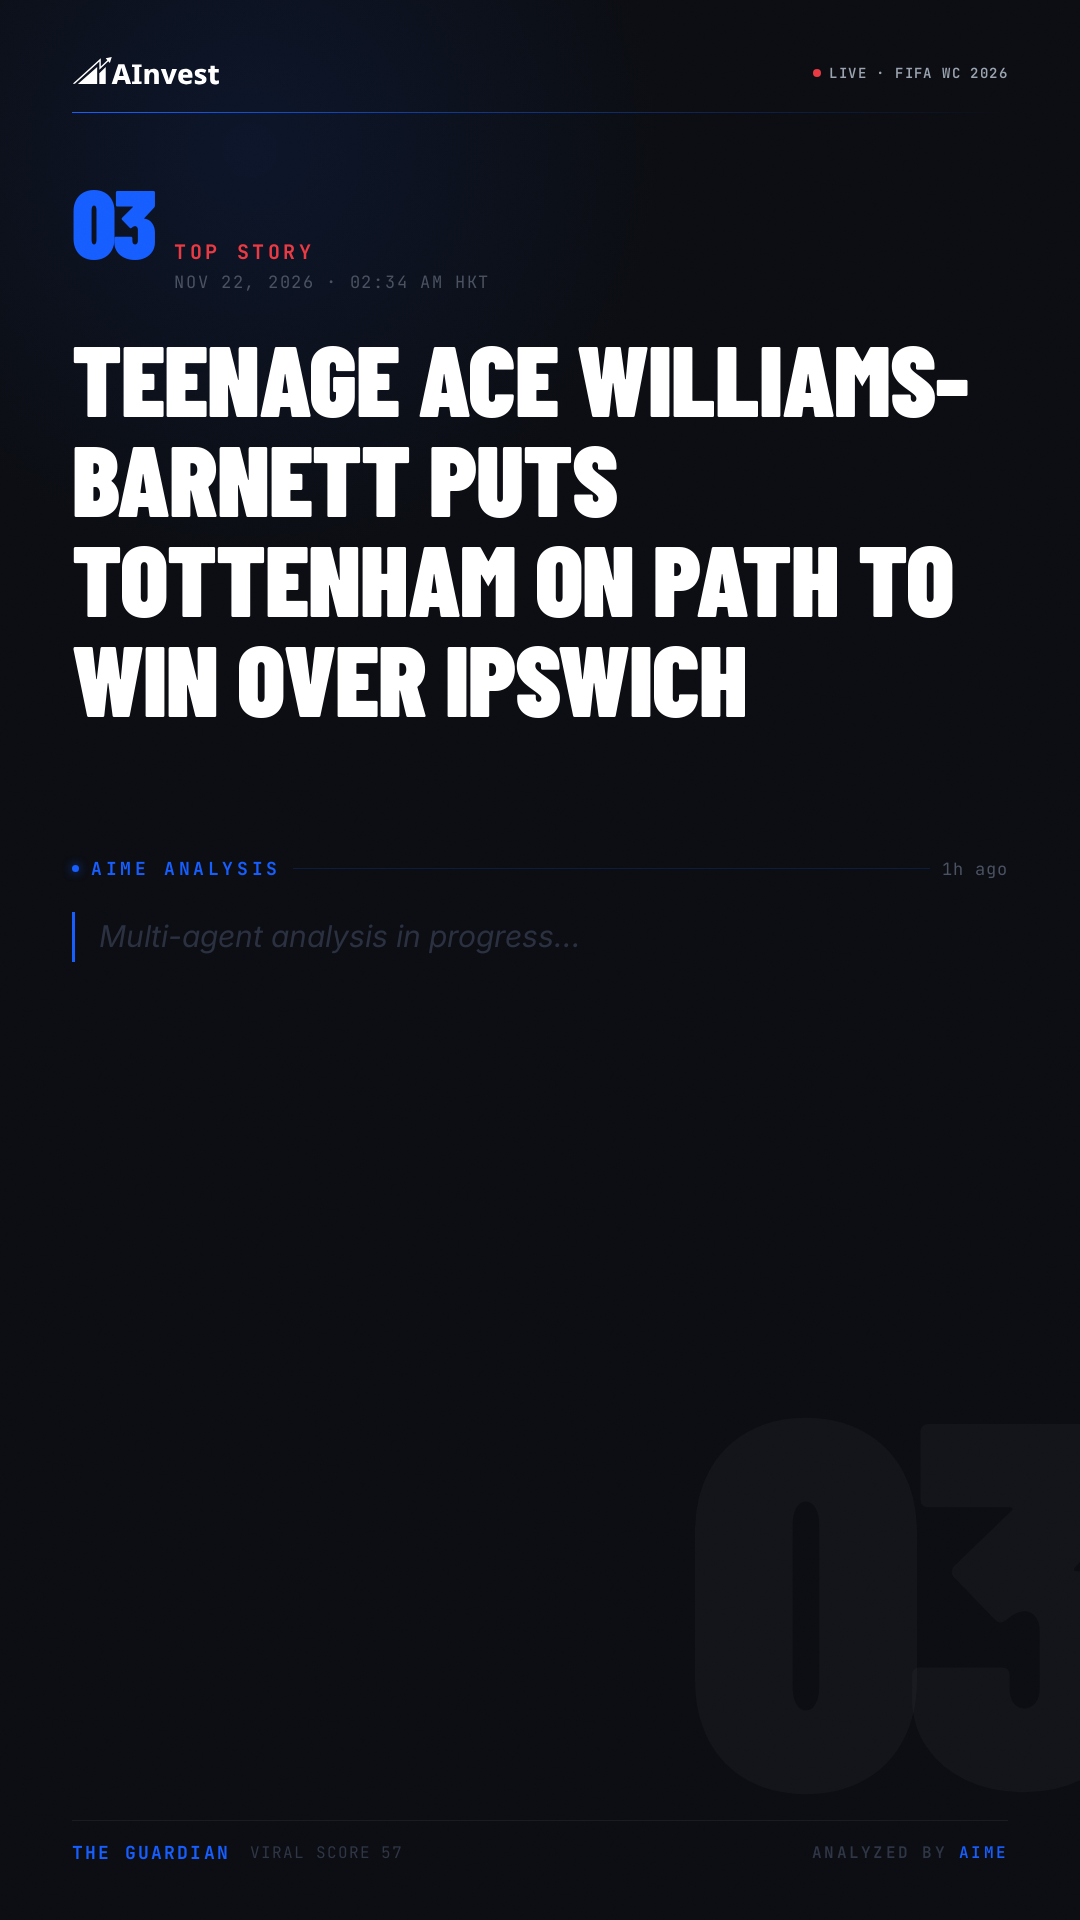 AInvest
LIVE · FIFA WC 2026
03
TOP STORY
NOV 22, 2026 · 02:34 AM HKT
TEENAGE ACE WILLIAMS-
BARNETT PUTS
TOTTENHAM ON PATH TO
WIN OVER IPSWICH
AIME ANALYSIS
1h ago
Multi-agent analysis in progress...
03
THE GUARDIAN VIRAL SCORE 57
ANALYZED BY AIME